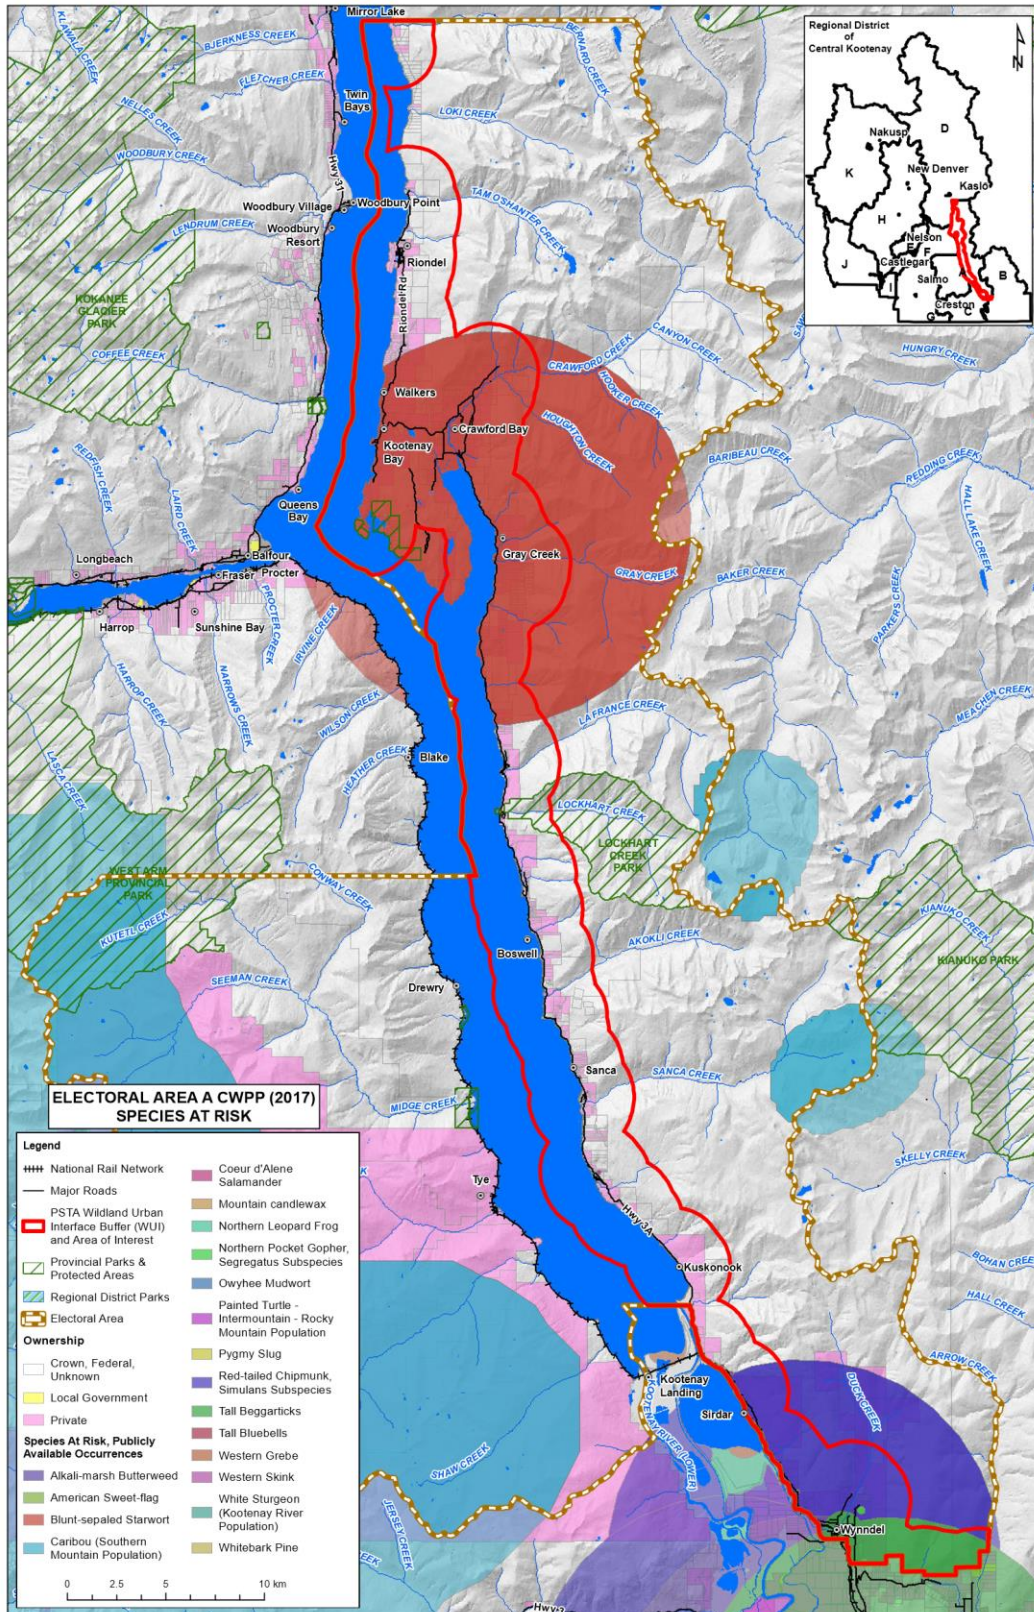 Mirror Lake
KLAWALA CREEK
BJERKNESS CREEK
FLETCHER CREEK
BERNARD CREEK
NELLES CREEK
Twin
Bays
LOKI CREEK
WOODBURY CREEK
Hwy 31
TAM O'SHANTER CREEK
Woodbury Village
Woodbury Point
LENDRUM CREEK
Woodbury
Resort
Riondel
Riondel Rd
KOKANEE
GLACIER
PARK
COFFEE CREEK
CANYON CREEK
CRAWFORD CREEK
HOOKER CREEK
HUNGRY CREEK
Walkers
HOUGHTON CREEK
Crawford Bay
Kootenay
Bay
REDFISH CREEK
LAIRD CREEK
BARIBEAU CREEK
REDDING CREEK
HALL LAKE CREEK
Queens
Bay
Longbeach
Balfour
Fraser
Procter
Gray Creek
GRAY CREEK
BAKER CREEK
PARKERS CREEK
Harrop
Sunshine Bay
PROCTER CREEK
IRVINE CREEK
HARROP CREEK
NARROWS CREEK
WILSON CREEK
LA FRANCE CREEK
MEACHEN CREEK
LASCA CREEK
HEATHER CREEK
Blake
LOCKHART CREEK
LOCKHART
CREEK
PARK
WEST ARM
PROVINCIAL
PARK
CONWAY CREEK
KIANUKO CREEK
KUTETL CREEK
AKOKLI CREEK
KIANUKO PARK
Boswell
SEEMAN CREEK
Drewry
Sanca
SANCA CREEK
MIDGE CREEK
SKELLY CREEK
Tye
Hwy 3A
Kuskonook
BOHAN CREE
HALL CREEK
ARROW CREEK
Kootenay
Landing
KOOTENAY RIVER (LOWER)
DUCK CREEK
Sirdar
SHAW CREEK
JERSEY CREEK
Wynndel
Regional District
of
Central Kootenay
N
D
Nakusp
K
New Denver
Kaslo
H
Nelson
E
F
Castlegar
J
I
Salmo
A
B
Creston
G
C
ELECTORAL AREA A CWPP (2017)
SPECIES AT RISK
Legend
National Rail Network
Major Roads
PSTA Wildland Urban
Interface Buffer (WUI)
and Area of Interest
Provincial Parks &
Protected Areas
Regional District Parks
Electoral Area
Ownership
Crown, Federal,
Unknown
Local Government
Private
Species At Risk, Publicly
Available Occurrences
Alkali-marsh Butterweed
American Sweet-flag
Blunt-sepaled Starwort
Caribou (Southern
Mountain Population)
Coeur d'Alene
Salamander
Mountain candlewax
Northern Leopard Frog
Northern Pocket Gopher,
Segregatus Subspecies
Owyhee Mudwort
Painted Turtle -
Intermountain - Rocky
Mountain Population
Pygmy Slug
Red-tailed Chipmunk,
Simulans Subspecies
Tall Beggarticks
Tall Bluebells
Western Grebe
Western Skink
White Sturgeon
(Kootenay River
Population)
Whitebark Pine
0 2.5 5 10 km